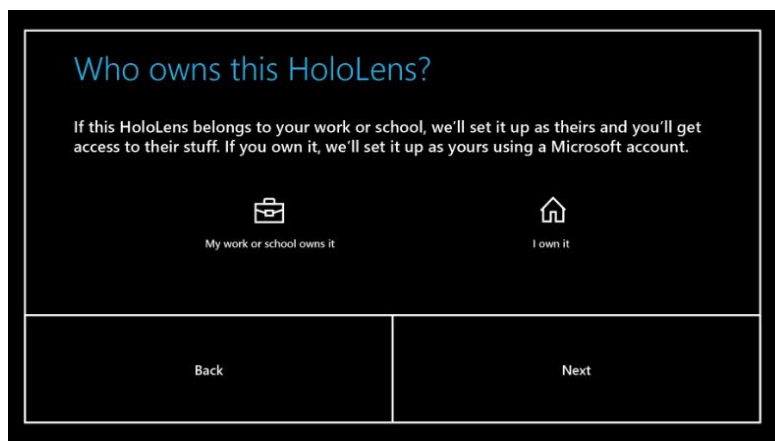 Who owns this HoloLens?
If this HoloLens belongs to your work or school, we'll set it up as theirs and you'll get
access to their stuff. If you own it, we'll set it up as yours using a Microsoft account.
My work or school owns it
I own it
Back
Next